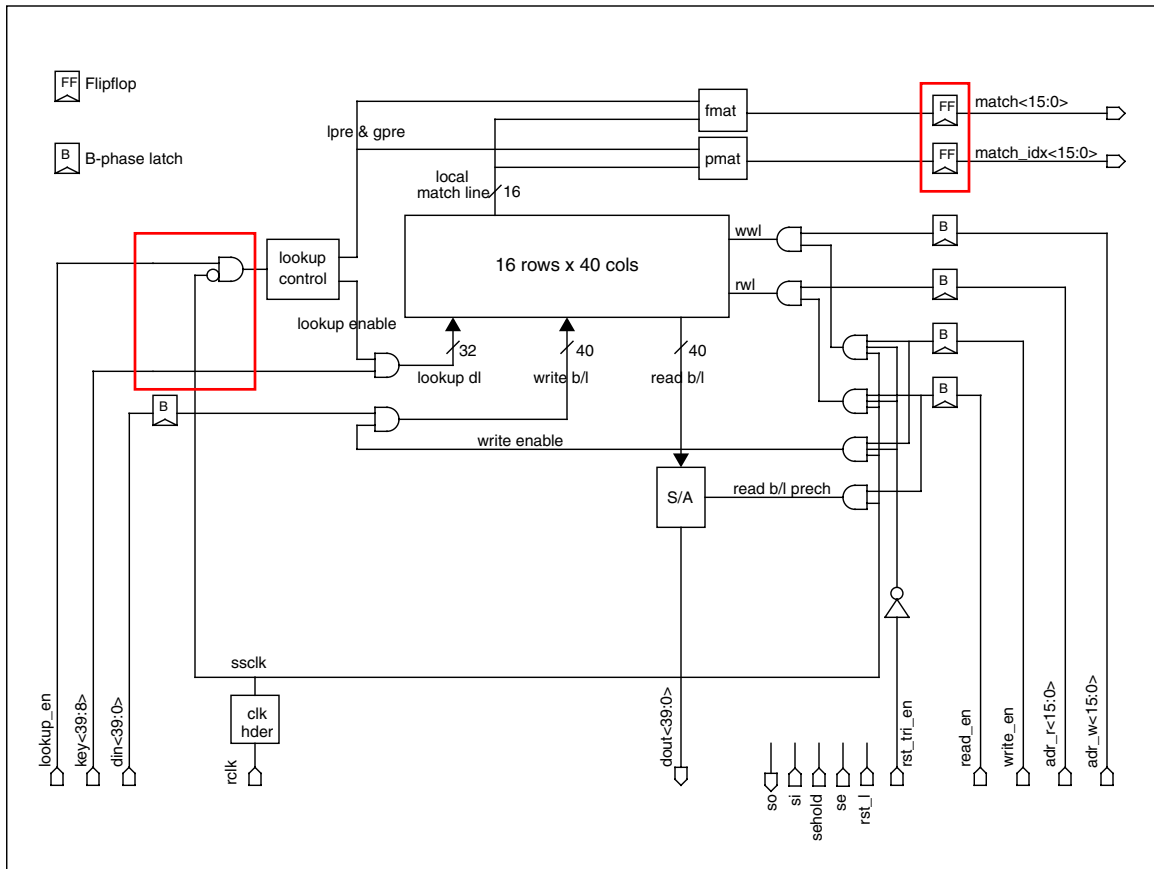 FF Flipflop
B B-phase latch
lpre & gpre
fmat
FF
match<15:0>
pmat
FF
match_idx<15:0>
local
match line
16
lookup
control
16 rows x 40 cols
wwl
B
rwl
B
lookup enable
32
40
40
lookup dl
write b/l
read b/l
B
B
B
write enable
S/A
read b/l prech
ssclk
clk
hder
lookup_en
key<39:8>
din<39:0>
rclk
dout<39:0>
so
si
sehold
se
rst_l
rst_tri_en
read_en
write_en
adr_r<15:0>
adr_w<15:0>